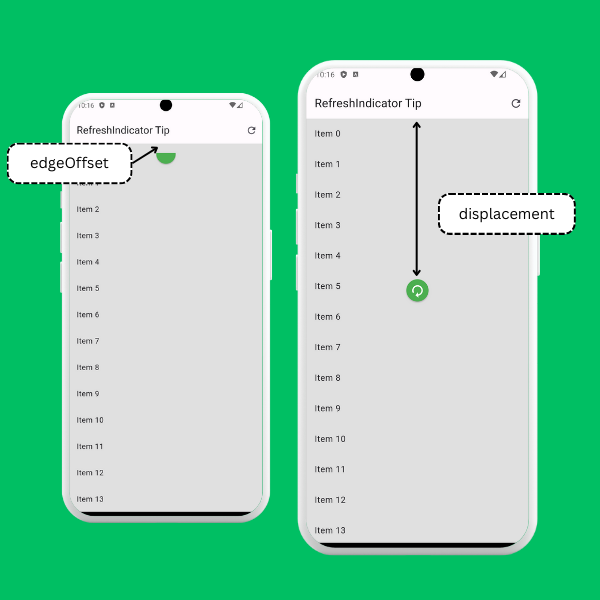 10:16
RefreshIndicator Tip
edgeOffset
Item 2
Item 3
Item 4
Item 5
Item 6
Item 7
Item 8
Item 9
Item 10
Item 11
Item 12
Item 13
10:16
RefreshIndicator Tip
Item 0
Item 1
Item 2
displacement
Item 3
Item 4
Item 5
Item 6
Item 7
Item 8
Item 9
Item 10
Item 11
Item 12
Item 13